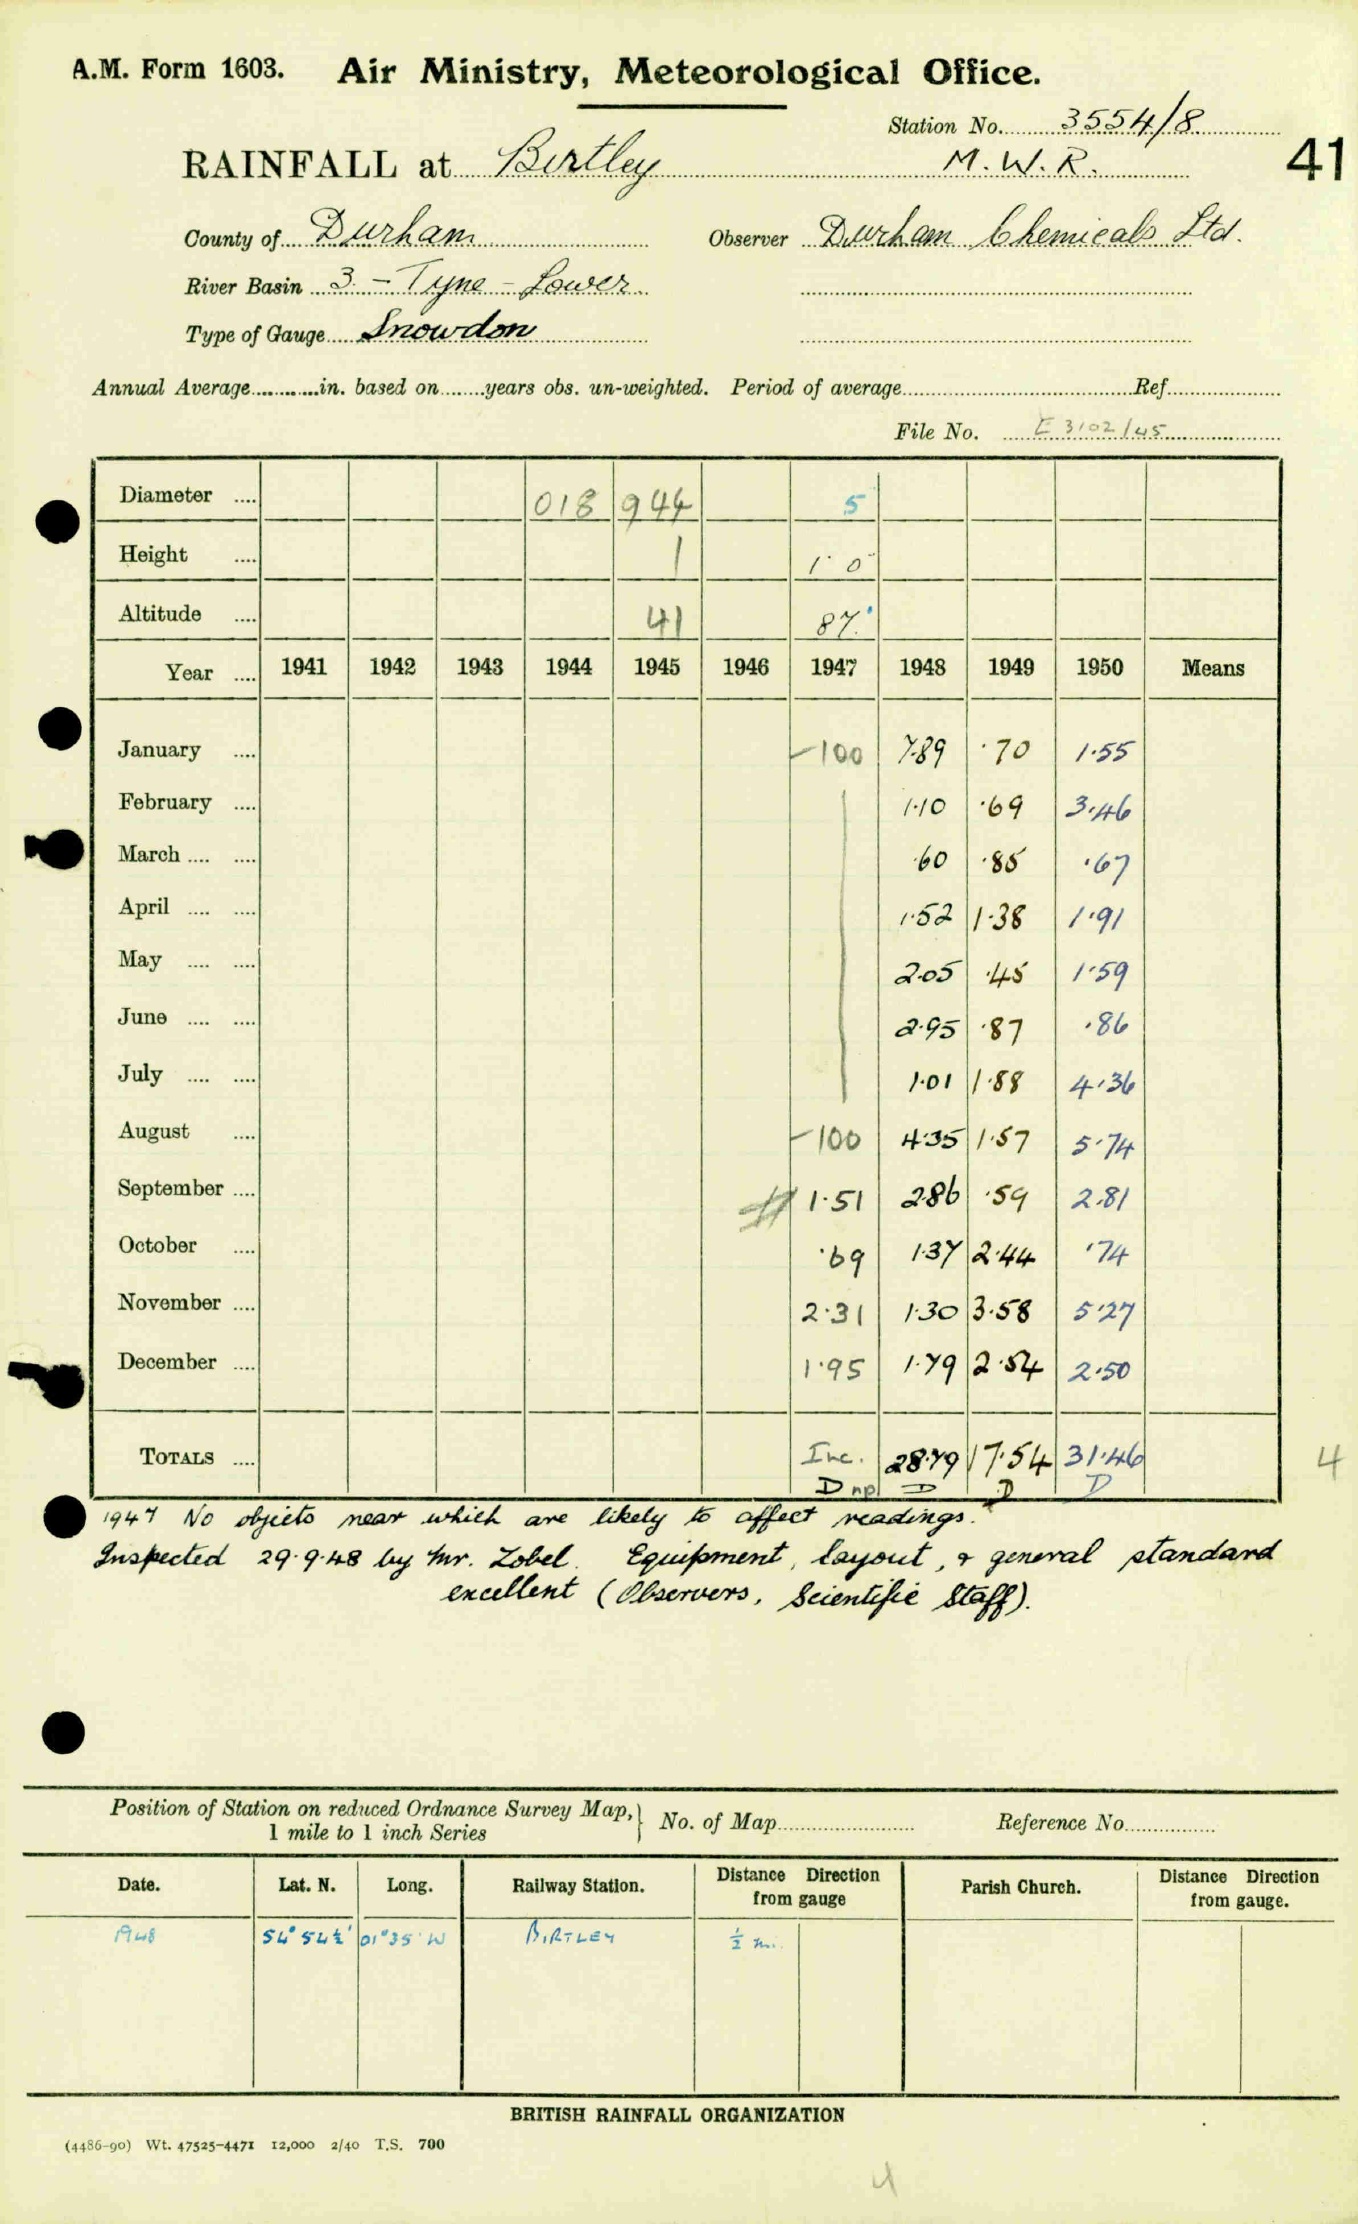 A.M. Form 1603. Air Ministry, Meteorological Office.
Station No. 3554/8
RAINFALL at Birtley M.W.R. 41
County of Durham Observer Durham Chemicals Ltd.
River Basin 3. - Tyne - Lower
Type of Gauge Snowdon
Annual Average in. based on years obs. un-weighted. Period of average Ref.
File No. E 3102/45
Diameter 018 944 5
Height 1 1' 0"
Altitude 41 87'
Year 1941 1942 1943 1944 1945 1946 1947 1948 1949 1950 Means
January -100 7.89 .70 1.55
February 1.10 .69 3.46
March .60 .85 .67
April 1.52 1.38 1.91
May 2.05 .45 1.59
June 2.95 .87 .86
July 1.01 1.88 4.36
August -100 4.35 1.57 5.74
September 1.51 2.86 .59 2.81
October .69 1.37 2.44 .74
November 2.31 1.30 3.58 5.27
December 1.95 1.79 2.54 2.50
TOTALS Inc. 28.79 17.54 31.46 4
D np D D D
1947 No objects near which are likely to affect readings.
Inspected 29.9.48 by Mr. Zobel. Equipment, layout, & general standard
excellent (Observers, Scientific Staff).
Position of Station on reduced Ordnance Survey Map, } No. of Map Reference No.
1 mile to 1 inch Series
Date. Lat. N. Long. Railway Station. Distance Direction from gauge Parish Church. Distance Direction from gauge.
1948 54° 54½' 01° 35' W BIRTLEY ½ m.
BRITISH RAINFALL ORGANIZATION
(4486-90) Wt. 47525-4471 12,000 2/40 T.S. 700
4